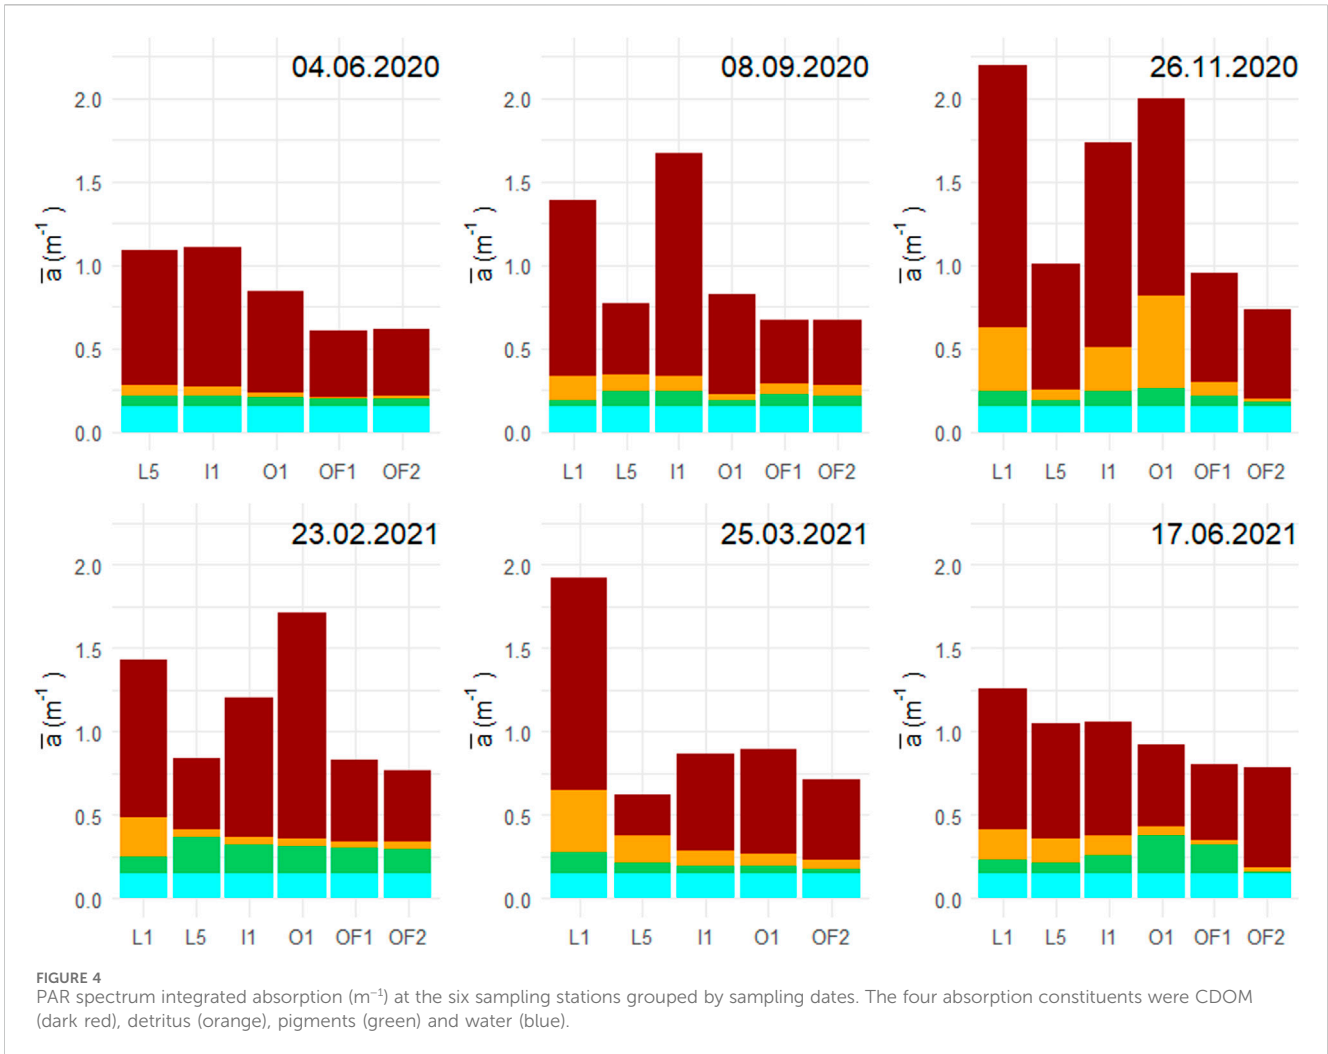 04.06.2020
08.09.2020
26.11.2020
2.0
1.5
1.0
0.5
0.0
a̅ (m⁻¹)
L5 I1 O1 OF1 OF2
2.0
1.5
1.0
0.5
0.0
a̅ (m⁻¹)
L1 L5 I1 O1 OF1 OF2
2.0
1.5
1.0
0.5
0.0
a̅ (m⁻¹)
L1 L5 I1 O1 OF1 OF2
23.02.2021
25.03.2021
17.06.2021
2.0
1.5
1.0
0.5
0.0
a̅ (m⁻¹)
L1 L5 I1 O1 OF1 OF2
2.0
1.5
1.0
0.5
0.0
a̅ (m⁻¹)
L1 L5 I1 O1 OF2
2.0
1.5
1.0
0.5
0.0
a̅ (m⁻¹)
L1 L5 I1 O1 OF1 OF2
FIGURE 4
PAR spectrum integrated absorption (m⁻¹) at the six sampling stations grouped by sampling dates. The four absorption constituents were CDOM
(dark red), detritus (orange), pigments (green) and water (blue).